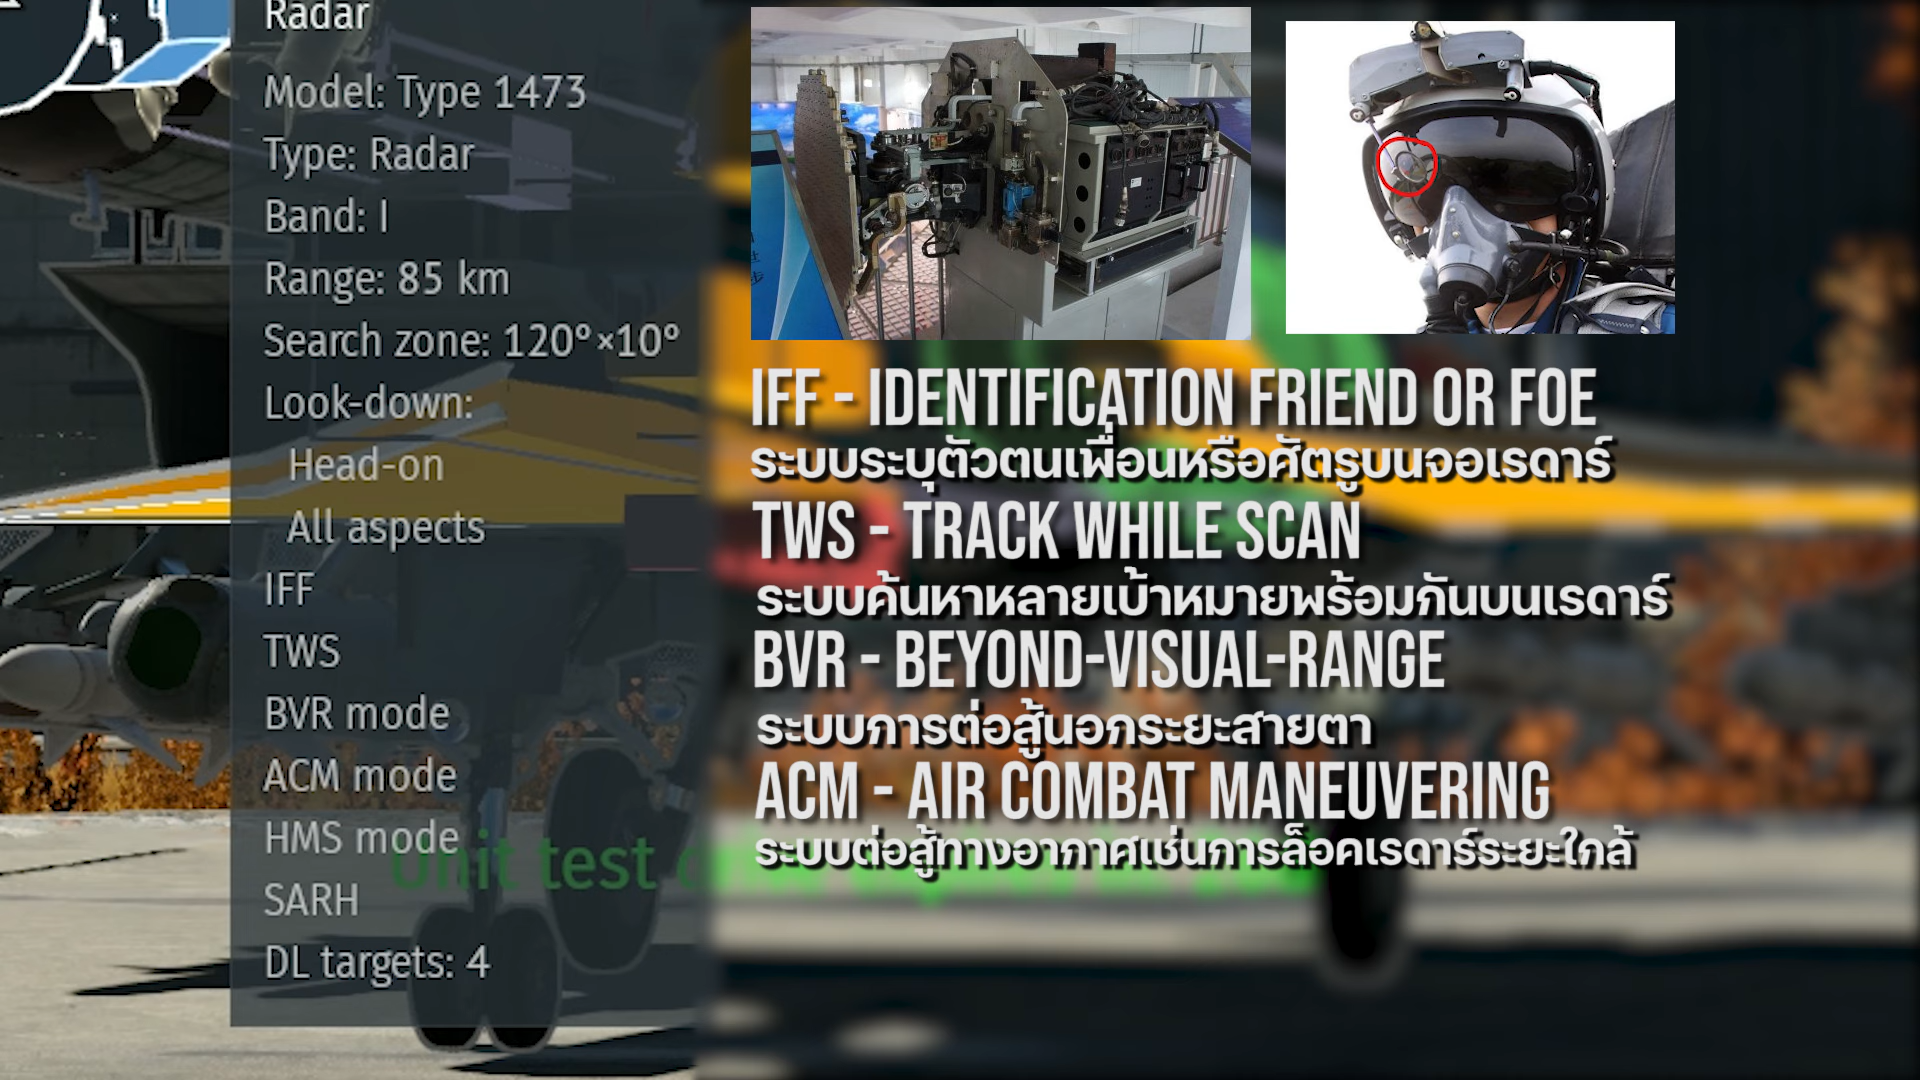 Radar
Model: Type 1473
Type: Radar
Band: I
Range: 85 km
Search zone: 120°×10°
Look-down:
Head-on
All aspects
IFF
TWS
BVR mode
ACM mode
HMS mode
SARH
DL targets: 4
IFF - IDENTIFICATION FRIEND OR FOE
ระบบระบุตัวตนเพื่อนหรือศัตรูบนจอเรดาร์
TWS - TRACK WHILE SCAN
ระบบค้นหาหลายเป้าหมายพร้อมกันบนเรดาร์
BVR - BEYOND-VISUAL-RANGE
ระบบการต่อสู้นอกระยะสายตา
ACM - AIR COMBAT MANEUVERING
ระบบต่อสู้ทางอากาศเช่นการล็อคเรดาร์ระยะใกล้
Unit test